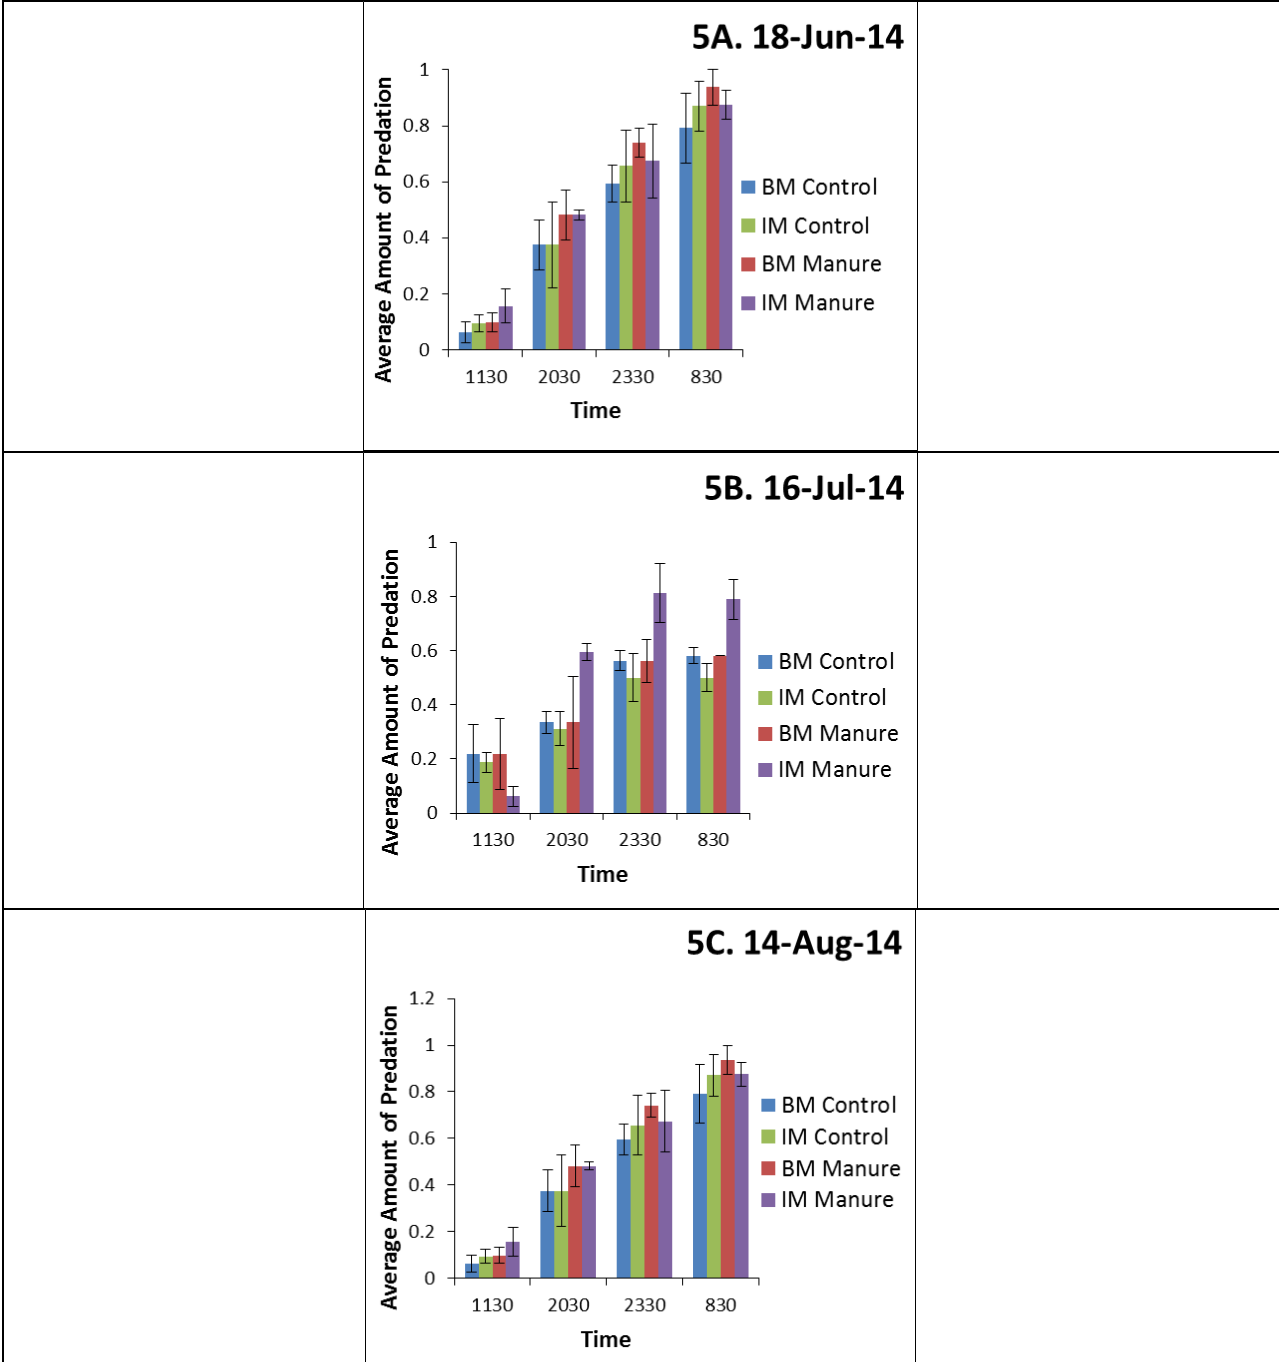 5A. 18-Jun-14
Average Amount of Predation
1
0.8
0.6
0.4
0.2
0
1130 2030 2330 830
Time
BM Control
IM Control
BM Manure
IM Manure
5B. 16-Jul-14
Average Amount of Predation
1
0.8
0.6
0.4
0.2
0
1130 2030 2330 830
Time
BM Control
IM Control
BM Manure
IM Manure
5C. 14-Aug-14
Average Amount of Predation
1.2
1
0.8
0.6
0.4
0.2
0
1130 2030 2330 830
Time
BM Control
IM Control
BM Manure
IM Manure